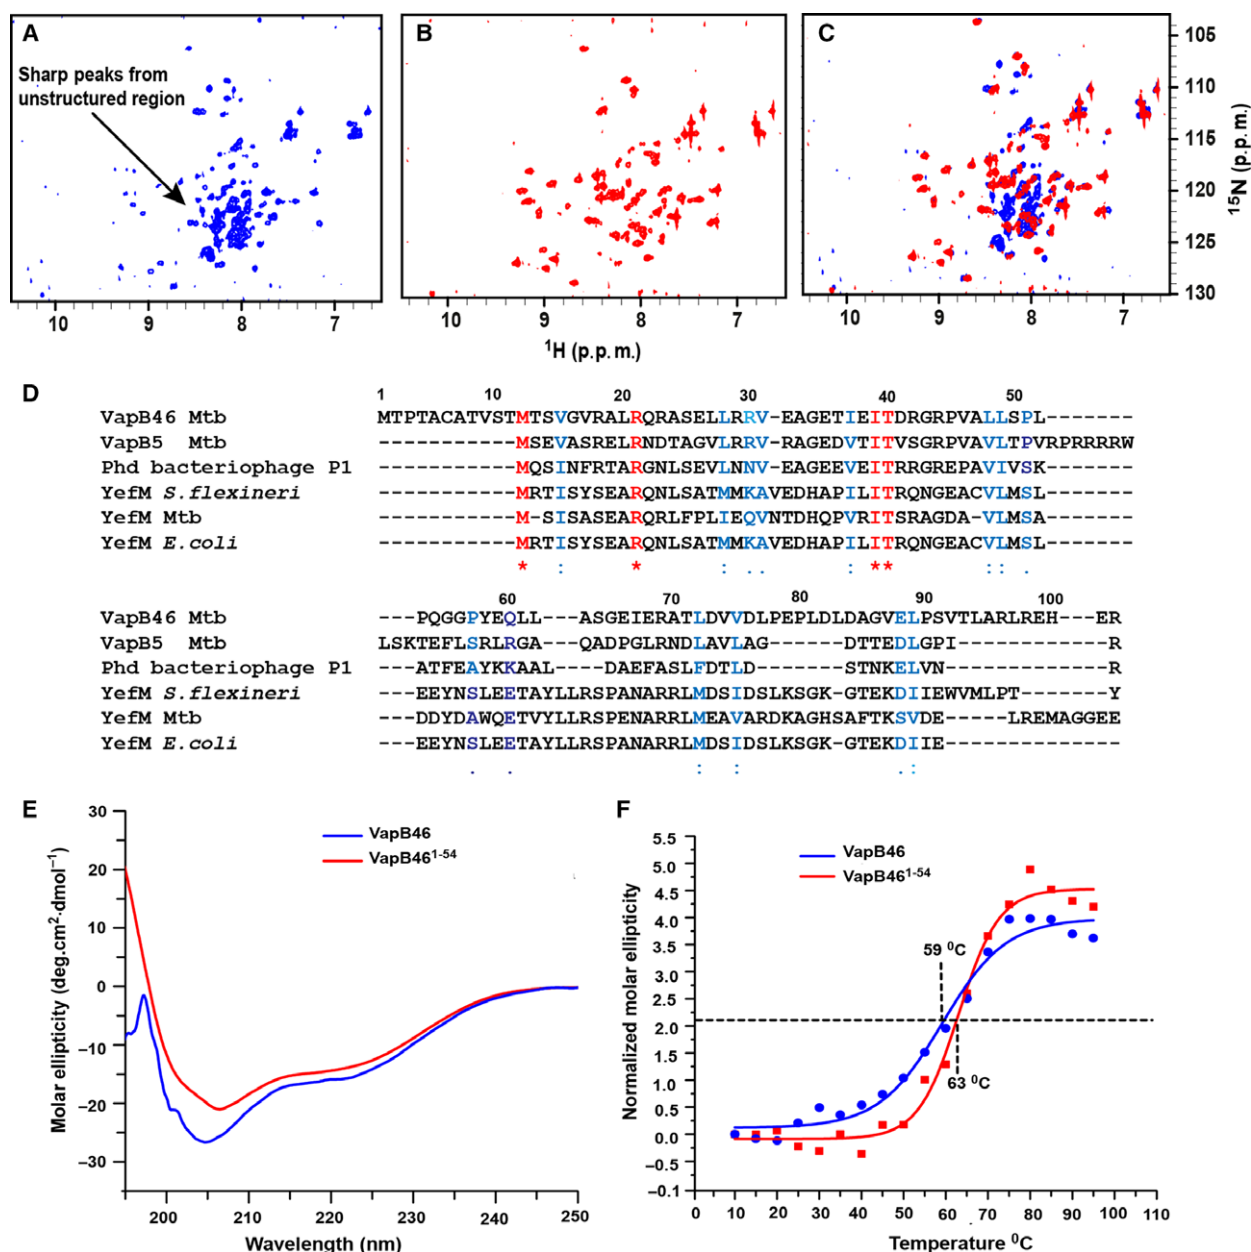 A
Sharp peaks from
unstructured region
B
C
105
110
115
120
125
130
15N (p.p.m.)
10 9 8 7
10 9 8 7
10 9 8 7
1H (p.p.m.)
D
1 10 20 30 40 50
VapB46 Mtb MTPTACATVSTMTSVGVRALRQRASELLRRV-EAGETIEITDRGRPVALLSPL------
VapB5 Mtb -----------MSEVASRELRNDTAGVLRRV-RAGEDVTITVSGRPVAVLTPVRPRRRRW
Phd bacteriophage P1 -----------MQSINFRTARGNLSEVLNNV-EAGEEVEITRRGREPAVIVSK------
YefM S.flexineri -----------MRTISYSEARQNLSATMMKAVEDHAPILITRQNGEACVLMSL------
YefM Mtb -----------M-SISASEARQRLFPLIEQVNTDHQPVRITSRAGDA-VLMSA------
YefM E.coli -----------MRTISYSEARQNLSATMMKAVEDHAPILITRQNGEACVLMSL------
* : * : . . : * * : : .
60 70 80 90 100
VapB46 Mtb ---PQGGPYEQLL---ASGEIERATLDVVDLPEPLDLDAGVELPSVTLARLREH---ER
VapB5 Mtb LSKTEFLSRLRGA---QADPGLRNDLAVLAG------DTTEDLGPI------------R
Phd bacteriophage P1 ---ATFEAYKKAAL---DAEFASLFDTLD-------STNKELVN--------------R
YefM S.flexineri ---EEYNSLEETAYLLRSPANARRLMDSIDSLKSGK-GTEKDIIEWVMLPT-------Y
YefM Mtb ---DDYDAWQETVYLLRSPENARRLMEAVARDKAGHSAFTKSVDE-----LREMAGGEE
YefM E.coli ---EEYNSLEETAYLLRSPANARRLMDSIDSLKSGK-GTEKDIIE--------------
. . : : . :
E
30
20
10
0
−10
−20
−30
Molar ellipticity (deg.cm2·dmol−1)
VapB46
VapB461-54
200 210 220 230 240 250
Wavelength (nm)
F
5.5
5.0
4.5
4.0
3.5
3.0
2.5
2.0
1.5
1.0
0.5
0.0
−0.5
−0.1
Normalized molar ellipticity
VapB46
VapB461-54
59 0C
63 0C
0 10 20 30 40 50 60 70 80 90 100 110
Temperature 0C